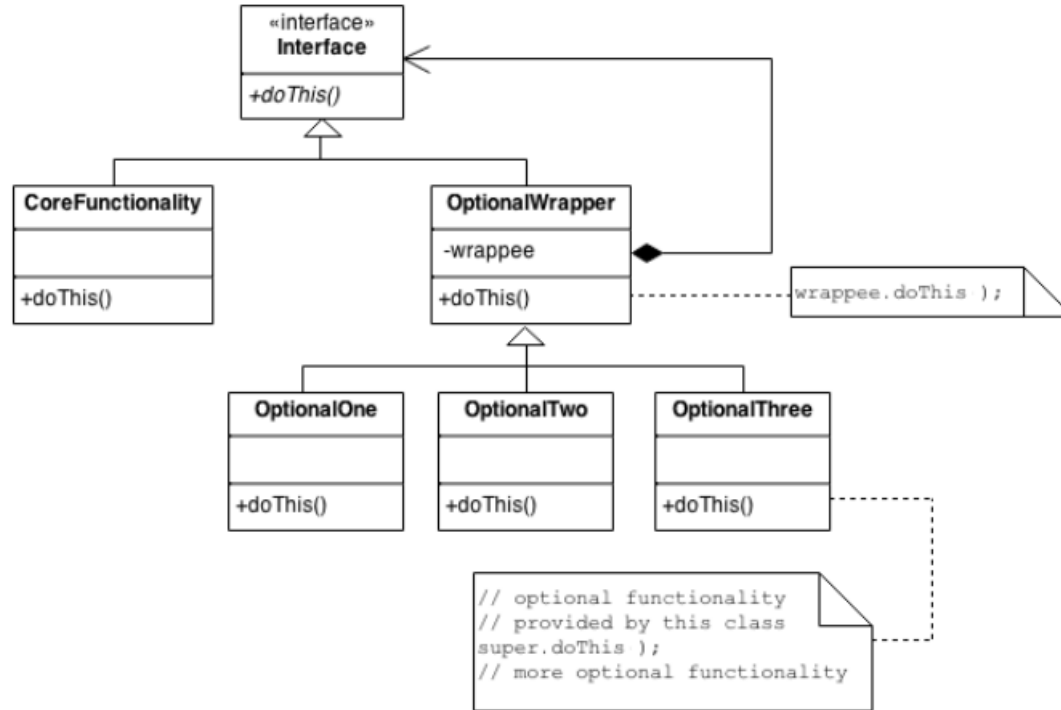 «interface»
Interface
+doThis()
CoreFunctionality
+doThis()
OptionalWrapper
-wrappee
+doThis()
wrappee.doThis );
OptionalOne
+doThis()
OptionalTwo
+doThis()
OptionalThree
+doThis()
// optional functionality
// provided by this class
super.doThis );
// more optional functionality